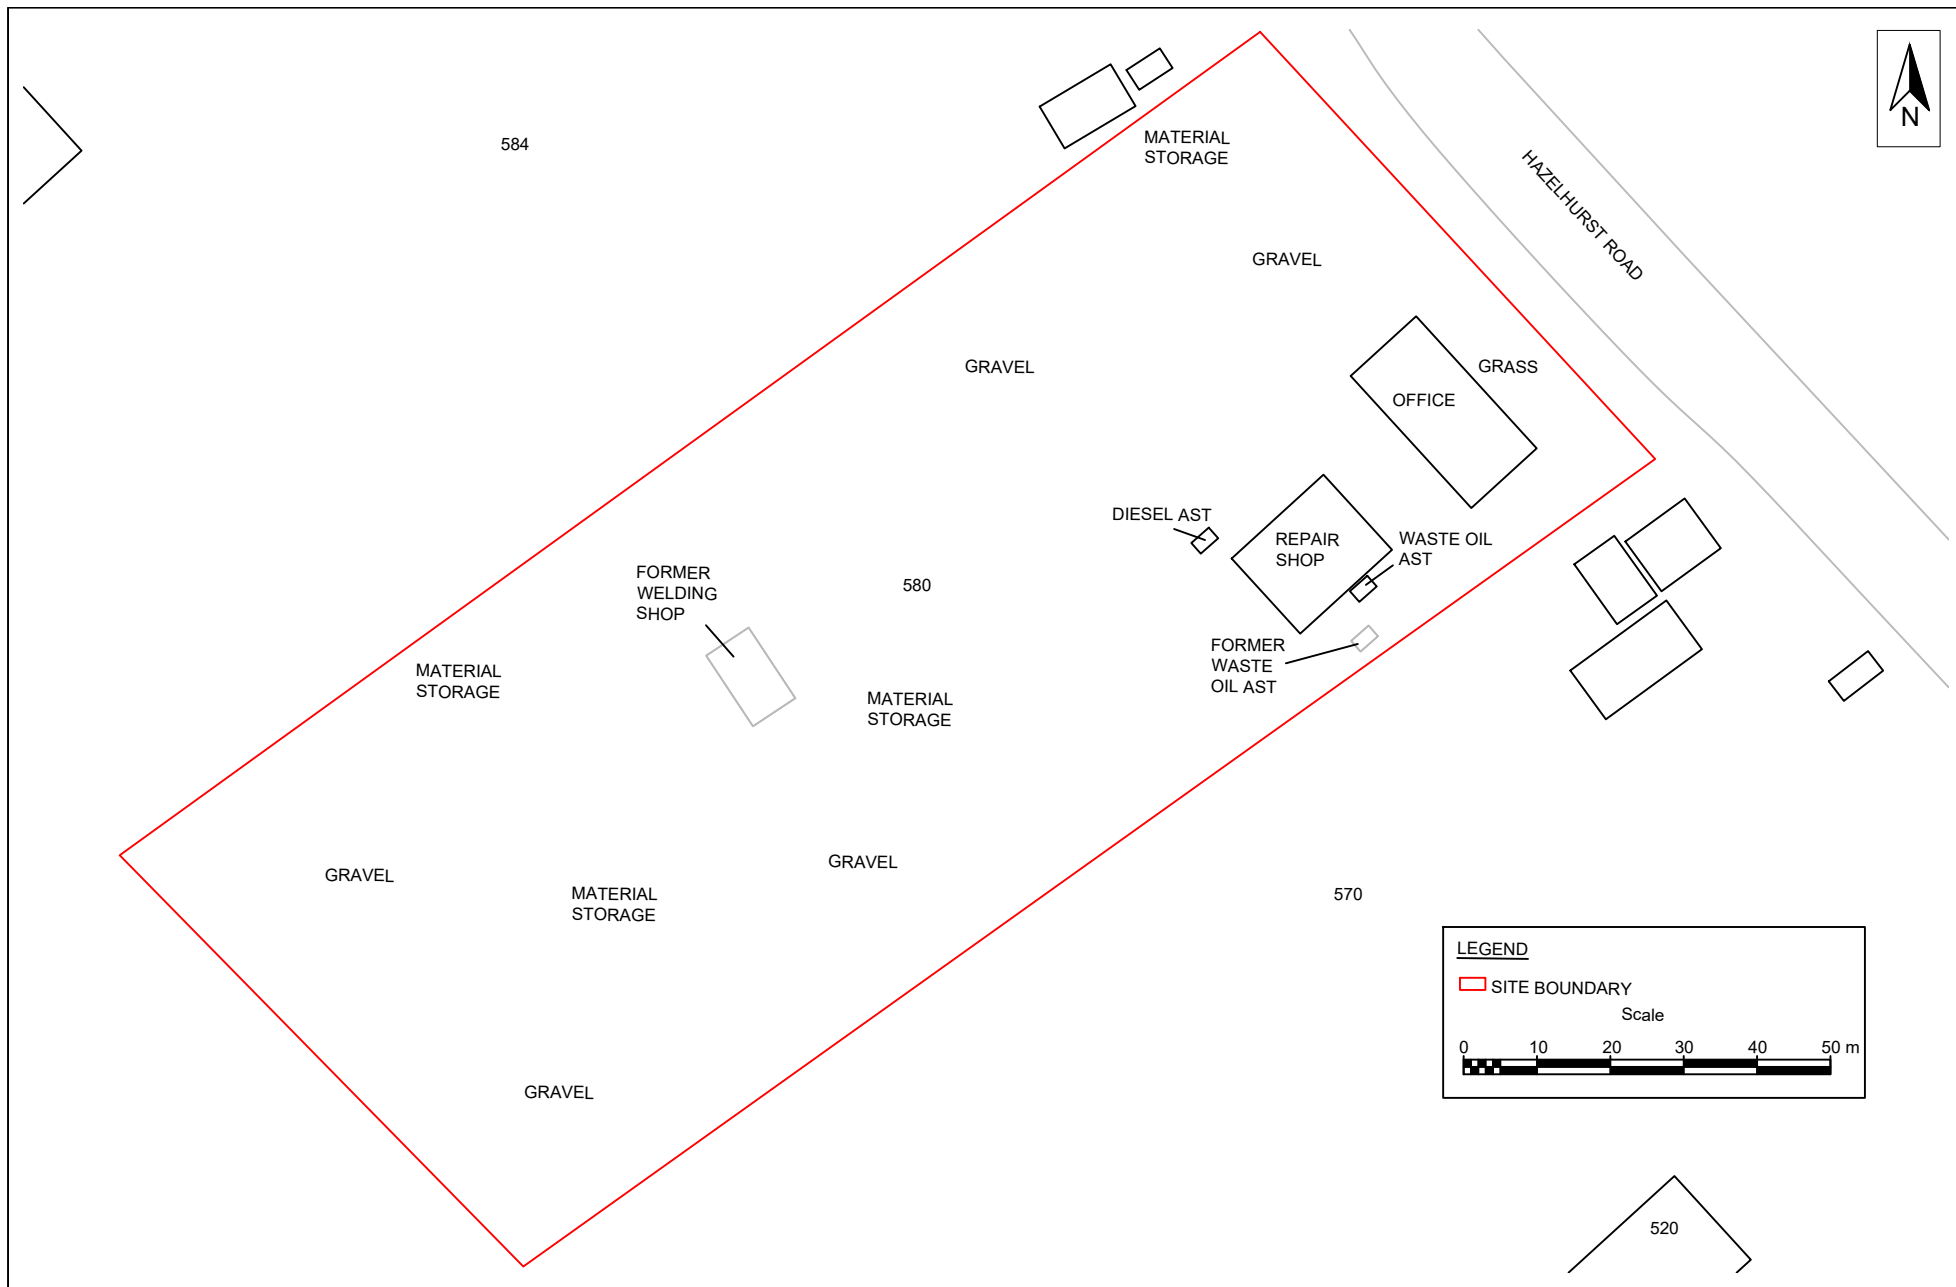 584
MATERIAL
STORAGE
N
HAZELHURST ROAD
GRAVEL
GRAVEL
GRASS
OFFICE
DIESEL AST
REPAIR
SHOP
WASTE OIL
AST
FORMER
WELDING
SHOP
580
FORMER
WASTE
OIL AST
MATERIAL
STORAGE
MATERIAL
STORAGE
GRAVEL
GRAVEL
MATERIAL
STORAGE
570
GRAVEL
LEGEND
SITE BOUNDARY
Scale
0 10 20 30 40 50 m
520